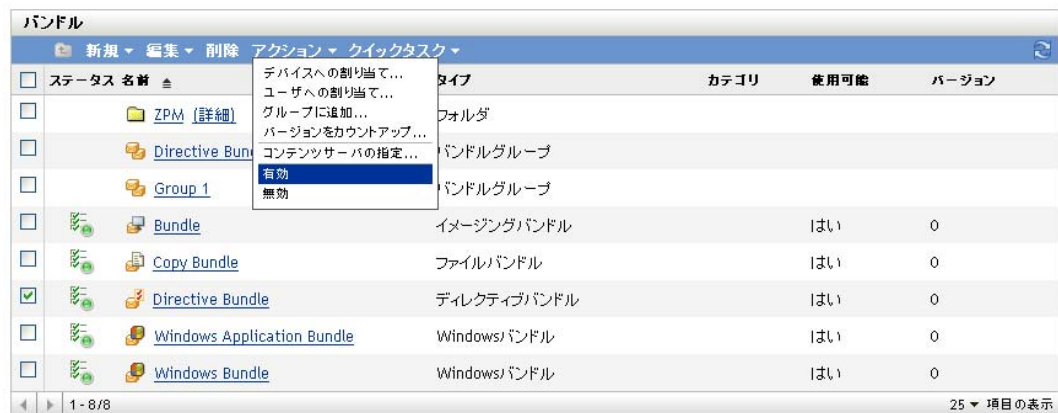 バンドル
新規 編集 削除 アクション クイックタスク
ステータス 名前 タイプ カテゴリ 使用可能 バージョン
デバイスへの割り当て...
ユーザへの割り当て...
グループに追加...
バージョンをカウントアップ...
コンテンツサーバの指定...
有効
無効
ZPM (詳細) フォルダ
Directive Bun バンドルグループ
Group 1 バンドルグループ
Bundle イメージングバンドル はい 0
Copy Bundle ファイルバンドル はい 0
Directive Bundle ディレクティブバンドル はい 0
Windows Application Bundle Windowsバンドル はい 0
Windows Bundle Windowsバンドル はい 0
1 - 8/8 25 項目の表示